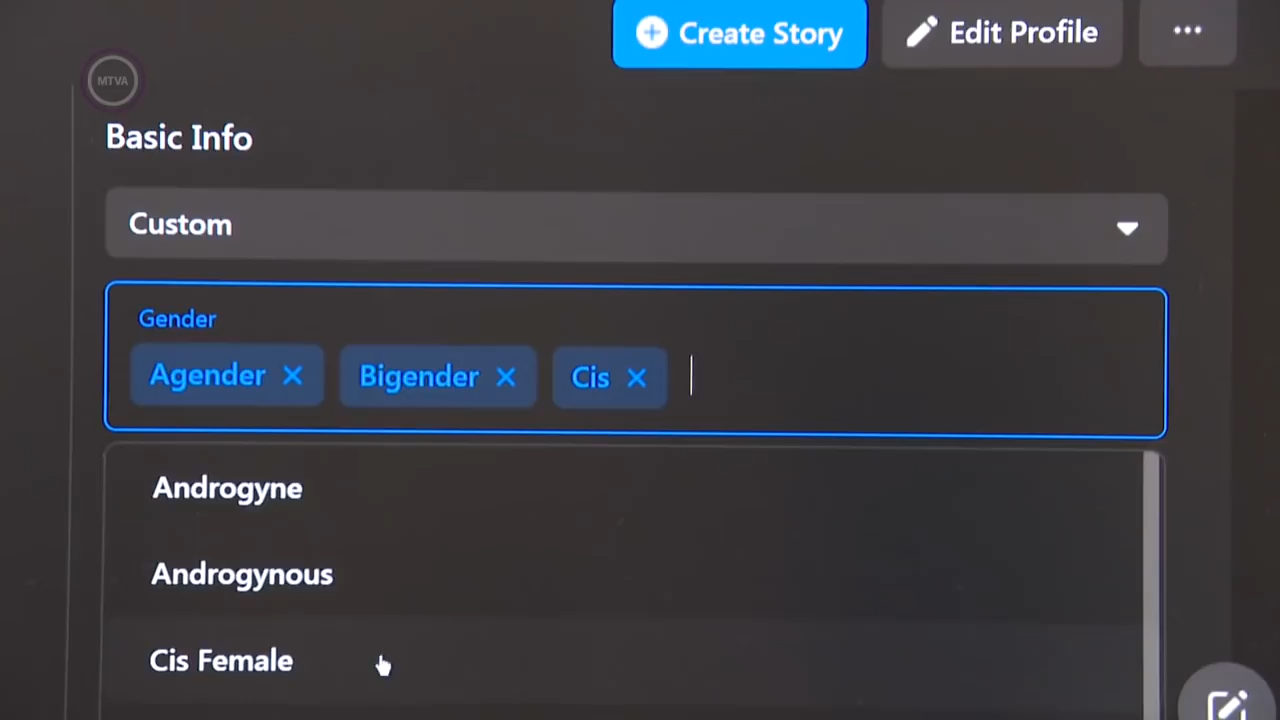 Create Story
Edit Profile
MTVA
Basic Info
Custom
Gender
Agender
Bigender
Cis
Androgyne
Androgynous
Cis Female